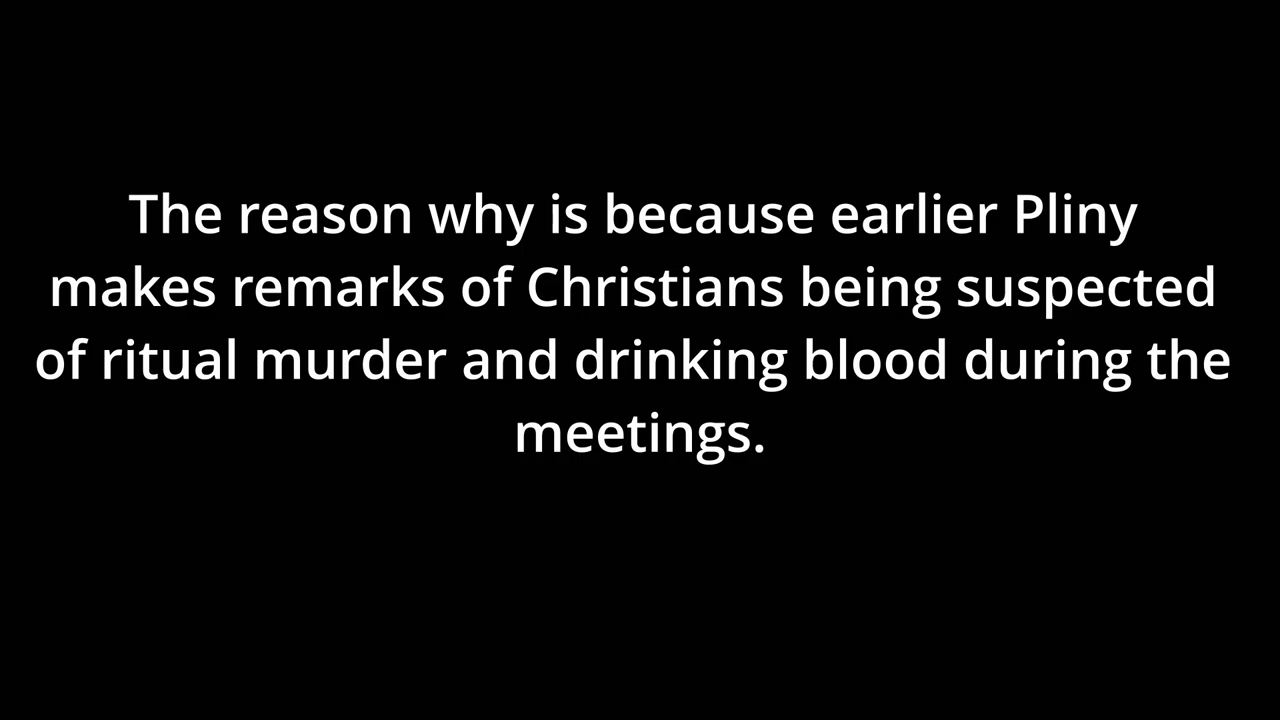 The reason why is because earlier Pliny
makes remarks of Christians being suspected
of ritual murder and drinking blood during the
meetings.